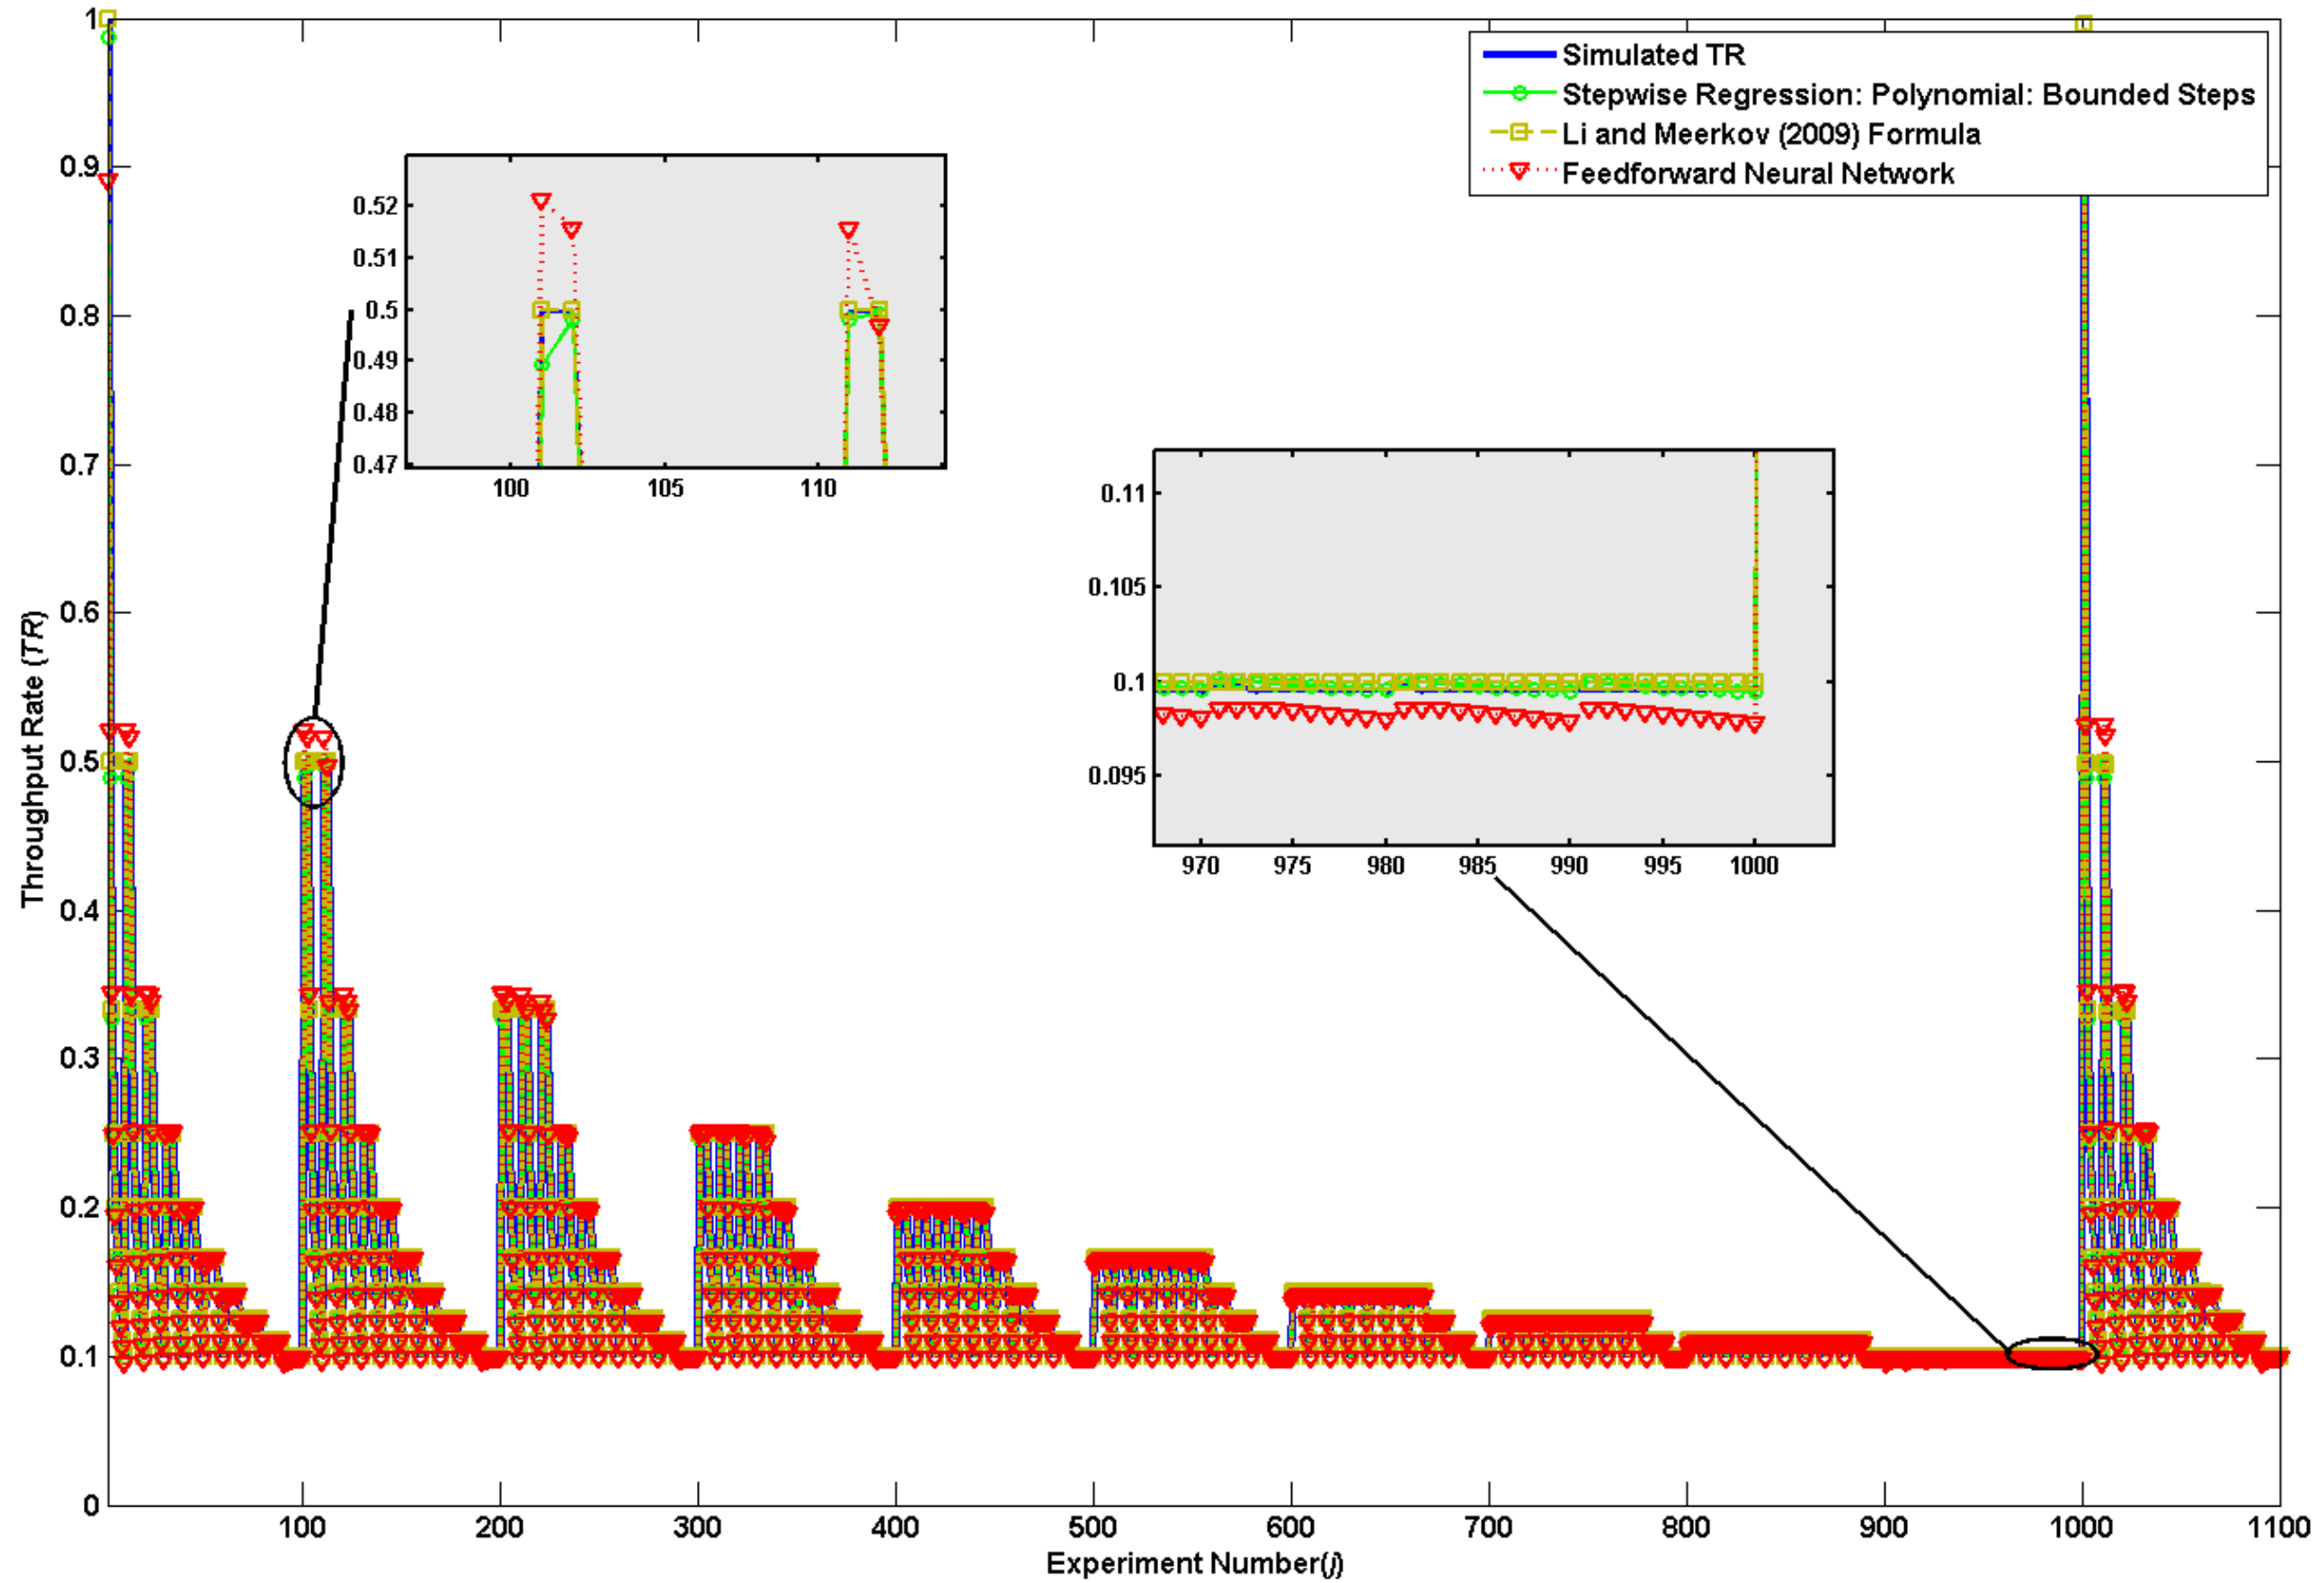 Simulated TR
Stepwise Regression: Polynomial: Bounded Steps
Li and Meerkov (2009) Formula
Feedforward Neural Network
1
0.9
0.8
0.7
0.6
0.5
0.4
0.3
0.2
0.1
0
Throughput Rate (TR)
0.52
0.51
0.5
0.49
0.48
0.47
100 105 110
0.11
0.105
0.1
0.095
970 975 980 985 990 995 1000
100 200 300 400 500 600 700 800 900 1000 1100
Experiment Number(j)